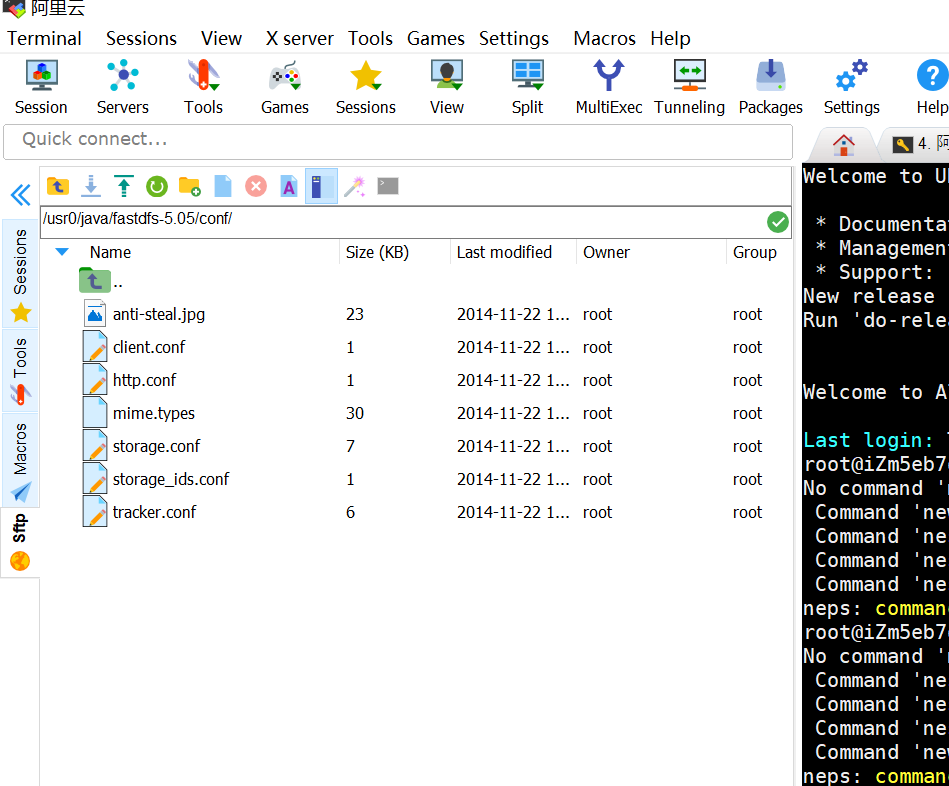 阿里云
Terminal Sessions View X server Tools Games Settings Macros Help
Session Servers Tools Games Sessions View Split MultiExec Tunneling Packages Settings Help
Quick connect...
4. 阿
/usr0/java/fastdfs-5.05/conf/
Name Size (KB) Last modified Owner Group
..
anti-steal.jpg 23 2014-11-22 1... root root
client.conf 1 2014-11-22 1... root root
http.conf 1 2014-11-22 1... root root
mime.types 30 2014-11-22 1... root root
storage.conf 7 2014-11-22 1... root root
storage_ids.conf 1 2014-11-22 1... root root
tracker.conf 6 2014-11-22 1... root root
Sessions
Tools
Macros
Sftp
Welcome to U
* Documenta
* Managemen
* Support:
New release
Run 'do-relea
Welcome to A
Last login:
root@iZm5eb7
No command '
Command 'new
Command 'ne
Command 'ne
Command 'ne
neps: comman
root@iZm5eb7
No command '
Command 'ne
Command 'ne
Command 'ne
Command 'new
neps: comman